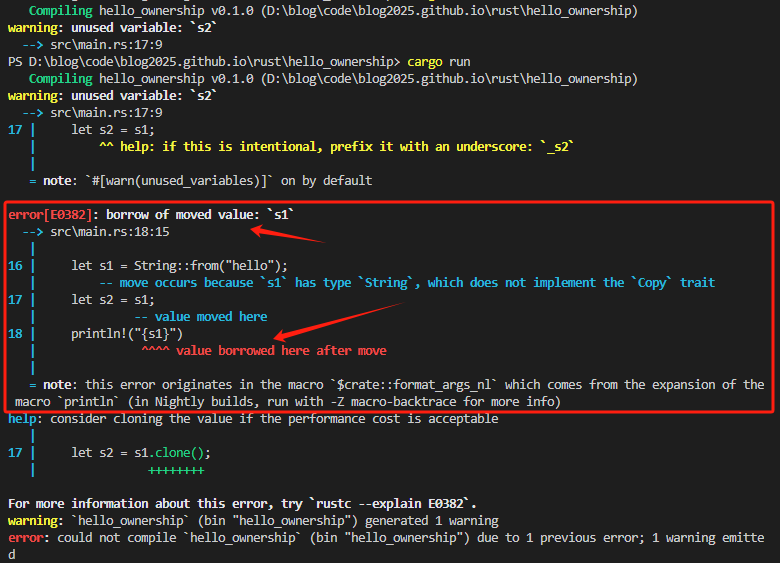 Compiling hello_ownership v0.1.0 (D:\blog\code\blog2025.github.io\rust\hello_ownership)
warning: unused variable: `s2`
--> src\main.rs:17:9
PS D:\blog\code\blog2025.github.io\rust\hello_ownership> cargo run
Compiling hello_ownership v0.1.0 (D:\blog\code\blog2025.github.io\rust\hello_ownership)
warning: unused variable: `s2`
--> src\main.rs:17:9
17 |     let s2 = s1;
   |         ^^ help: if this is intentional, prefix it with an underscore: `_s2`
   |
   = note: `#[warn(unused_variables)]` on by default
error[E0382]: borrow of moved value: `s1`
  --> src\main.rs:18:15
   |
16 |     let s1 = String::from("hello");
   |         -- move occurs because `s1` has type `String`, which does not implement the `Copy` trait
17 |     let s2 = s1;
   |              -- value moved here
18 |     println!("{s1}")
   |               ^^^^ value borrowed here after move
   |
   = note: this error originates in the macro `$crate::format_args_nl` which comes from the expansion of the
macro `println` (in Nightly builds, run with -Z macro-backtrace for more info)
help: consider cloning the value if the performance cost is acceptable
   |
17 |     let s2 = s1.clone();
   |                ++++++++
For more information about this error, try `rustc --explain E0382`.
warning: `hello_ownership` (bin "hello_ownership") generated 1 warning
error: could not compile `hello_ownership` (bin "hello_ownership") due to 1 previous error; 1 warning emitte
d